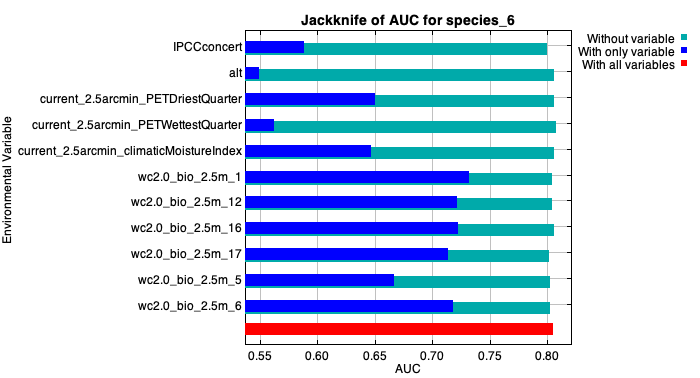 Jackknife of AUC for species_6
Without variable
With only variable
With all variables
Environmental Variable
IPCCconcert
alt
current_2.5arcmin_PETDriestQuarter
current_2.5arcmin_PETWettestQuarter
current_2.5arcmin_climaticMoistureIndex
wc2.0_bio_2.5m_1
wc2.0_bio_2.5m_12
wc2.0_bio_2.5m_16
wc2.0_bio_2.5m_17
wc2.0_bio_2.5m_5
wc2.0_bio_2.5m_6
0.55 0.60 0.65 0.70 0.75 0.80
AUC